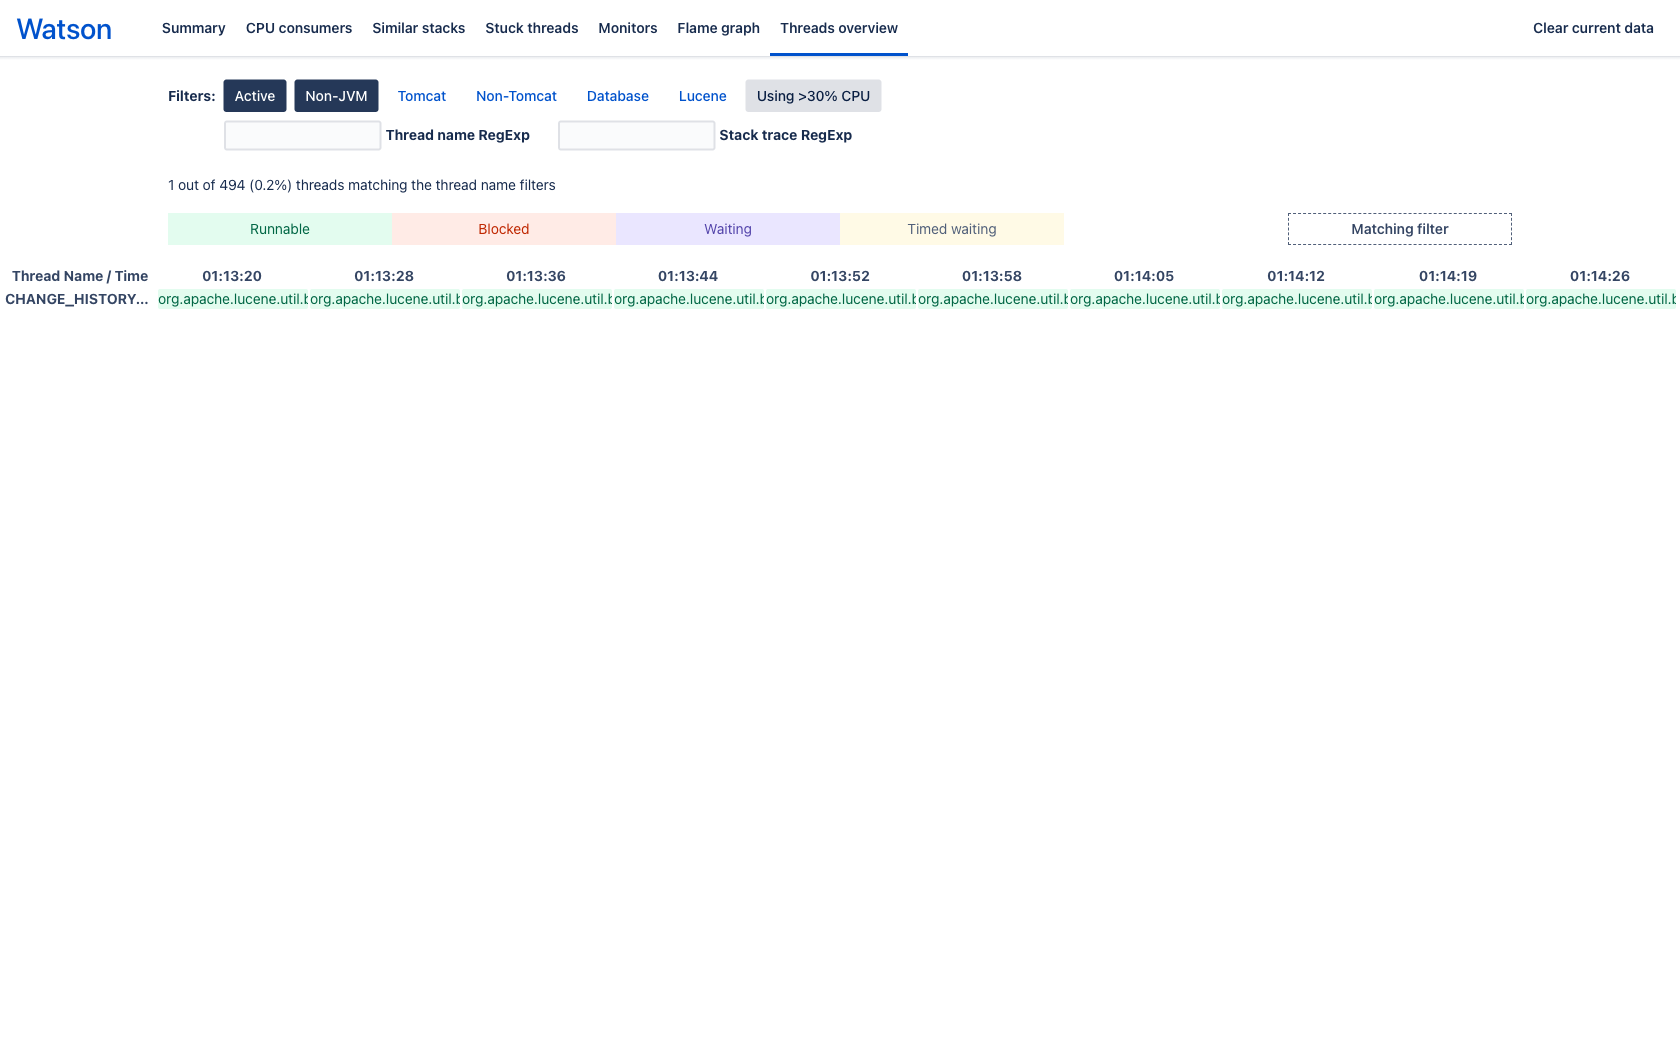 Watson Summary CPU consumers Similar stacks Stuck threads Monitors Flame graph Threads overview Clear current data
Filters: Active Non-JVM Tomcat Non-Tomcat Database Lucene Using >30% CPU
Thread name RegExp Stack trace RegExp
1 out of 494 (0.2%) threads matching the thread name filters
Runnable Blocked Waiting Timed waiting Matching filter
Thread Name / Time 01:13:20 01:13:28 01:13:36 01:13:44 01:13:52 01:13:58 01:14:05 01:14:12 01:14:19 01:14:26
CHANGE_HISTORY... org.apache.lucene.util.b org.apache.lucene.util.b org.apache.lucene.util.b org.apache.lucene.util.b org.apache.lucene.util.b org.apache.lucene.util.b org.apache.lucene.util.b org.apache.lucene.util.b org.apache.lucene.util.b org.apache.lucene.util.b